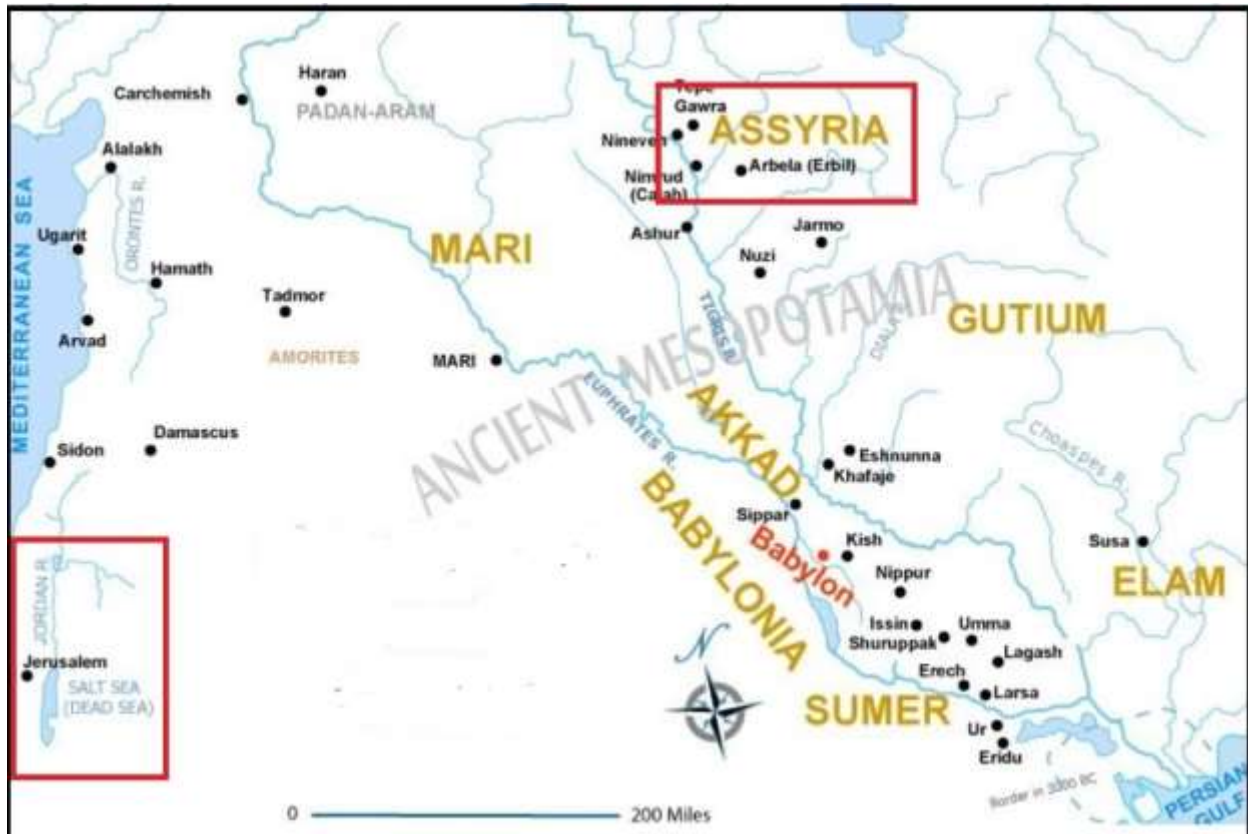 Haran
Carchemish
PADAN-ARAM
Tepe
Gawra
ASSYRIA
Nineveh
Alalakh
Arbela (Erbil)
Nimrud
(Calah)
MEDITERRANEAN SEA
ORONTES R.
Ugarit
MARI
Ashur
Jarmo
Nuzi
Hamath
Tadmor
TIGRIS R.
GUTIUM
Arvad
AMORITES
MARI
DIALA
ANCIENT MESOPOTAMIA
EUPHRATES R.
AKKAD
Damascus
Sidon
Eshnunna
Khafaje
Choaspes R.
BABYLONIA
Sippar
Babylon
Kish
Susa
ELAM
Nippur
JORDAN R
Issin
Umma
Shuruppak
Lagash
Jerusalem
Erech
SALT SEA
(DEAD SEA)
N
Larsa
SUMER
Ur
Eridu
Border in 3300 BC
PERSIAN
GULF
0
200 Miles